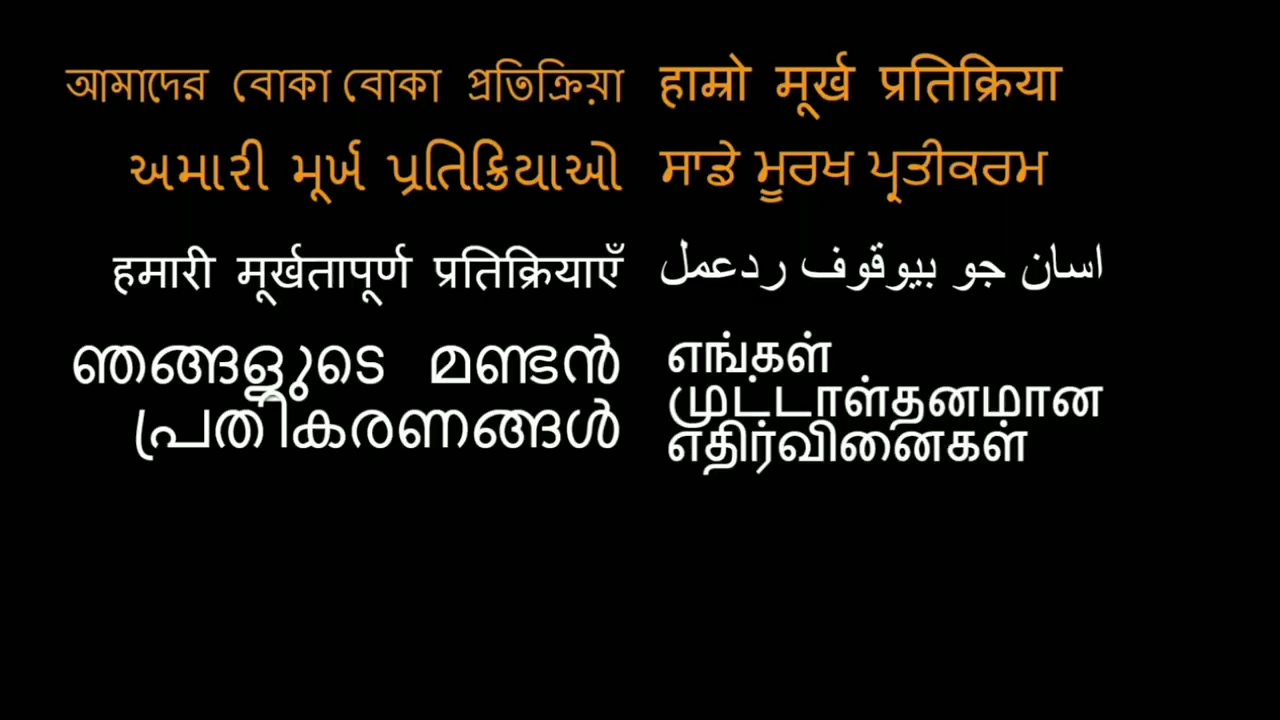 আমাদের বোকা বোকা প্রতিক্রিয়া
हाम्रो मूर्ख प्रतिक्रिया
અમારી મૂર્ખ પ્રતિક્રિયાઓ
ਸਾਡੇ ਮੂਰਖ ਪ੍ਰਤੀਕਰਮ
हमारी मूर्खतापूर्ण प्रतिक्रियाएँ
اسان جو بيوقوف ردعمل
ഞങ്ങളുടെ മണ്ടൻ
പ്രതികരണങ്ങൾ
எங்கள்
முட்டாள்தனமான
எதிர்வினைகள்